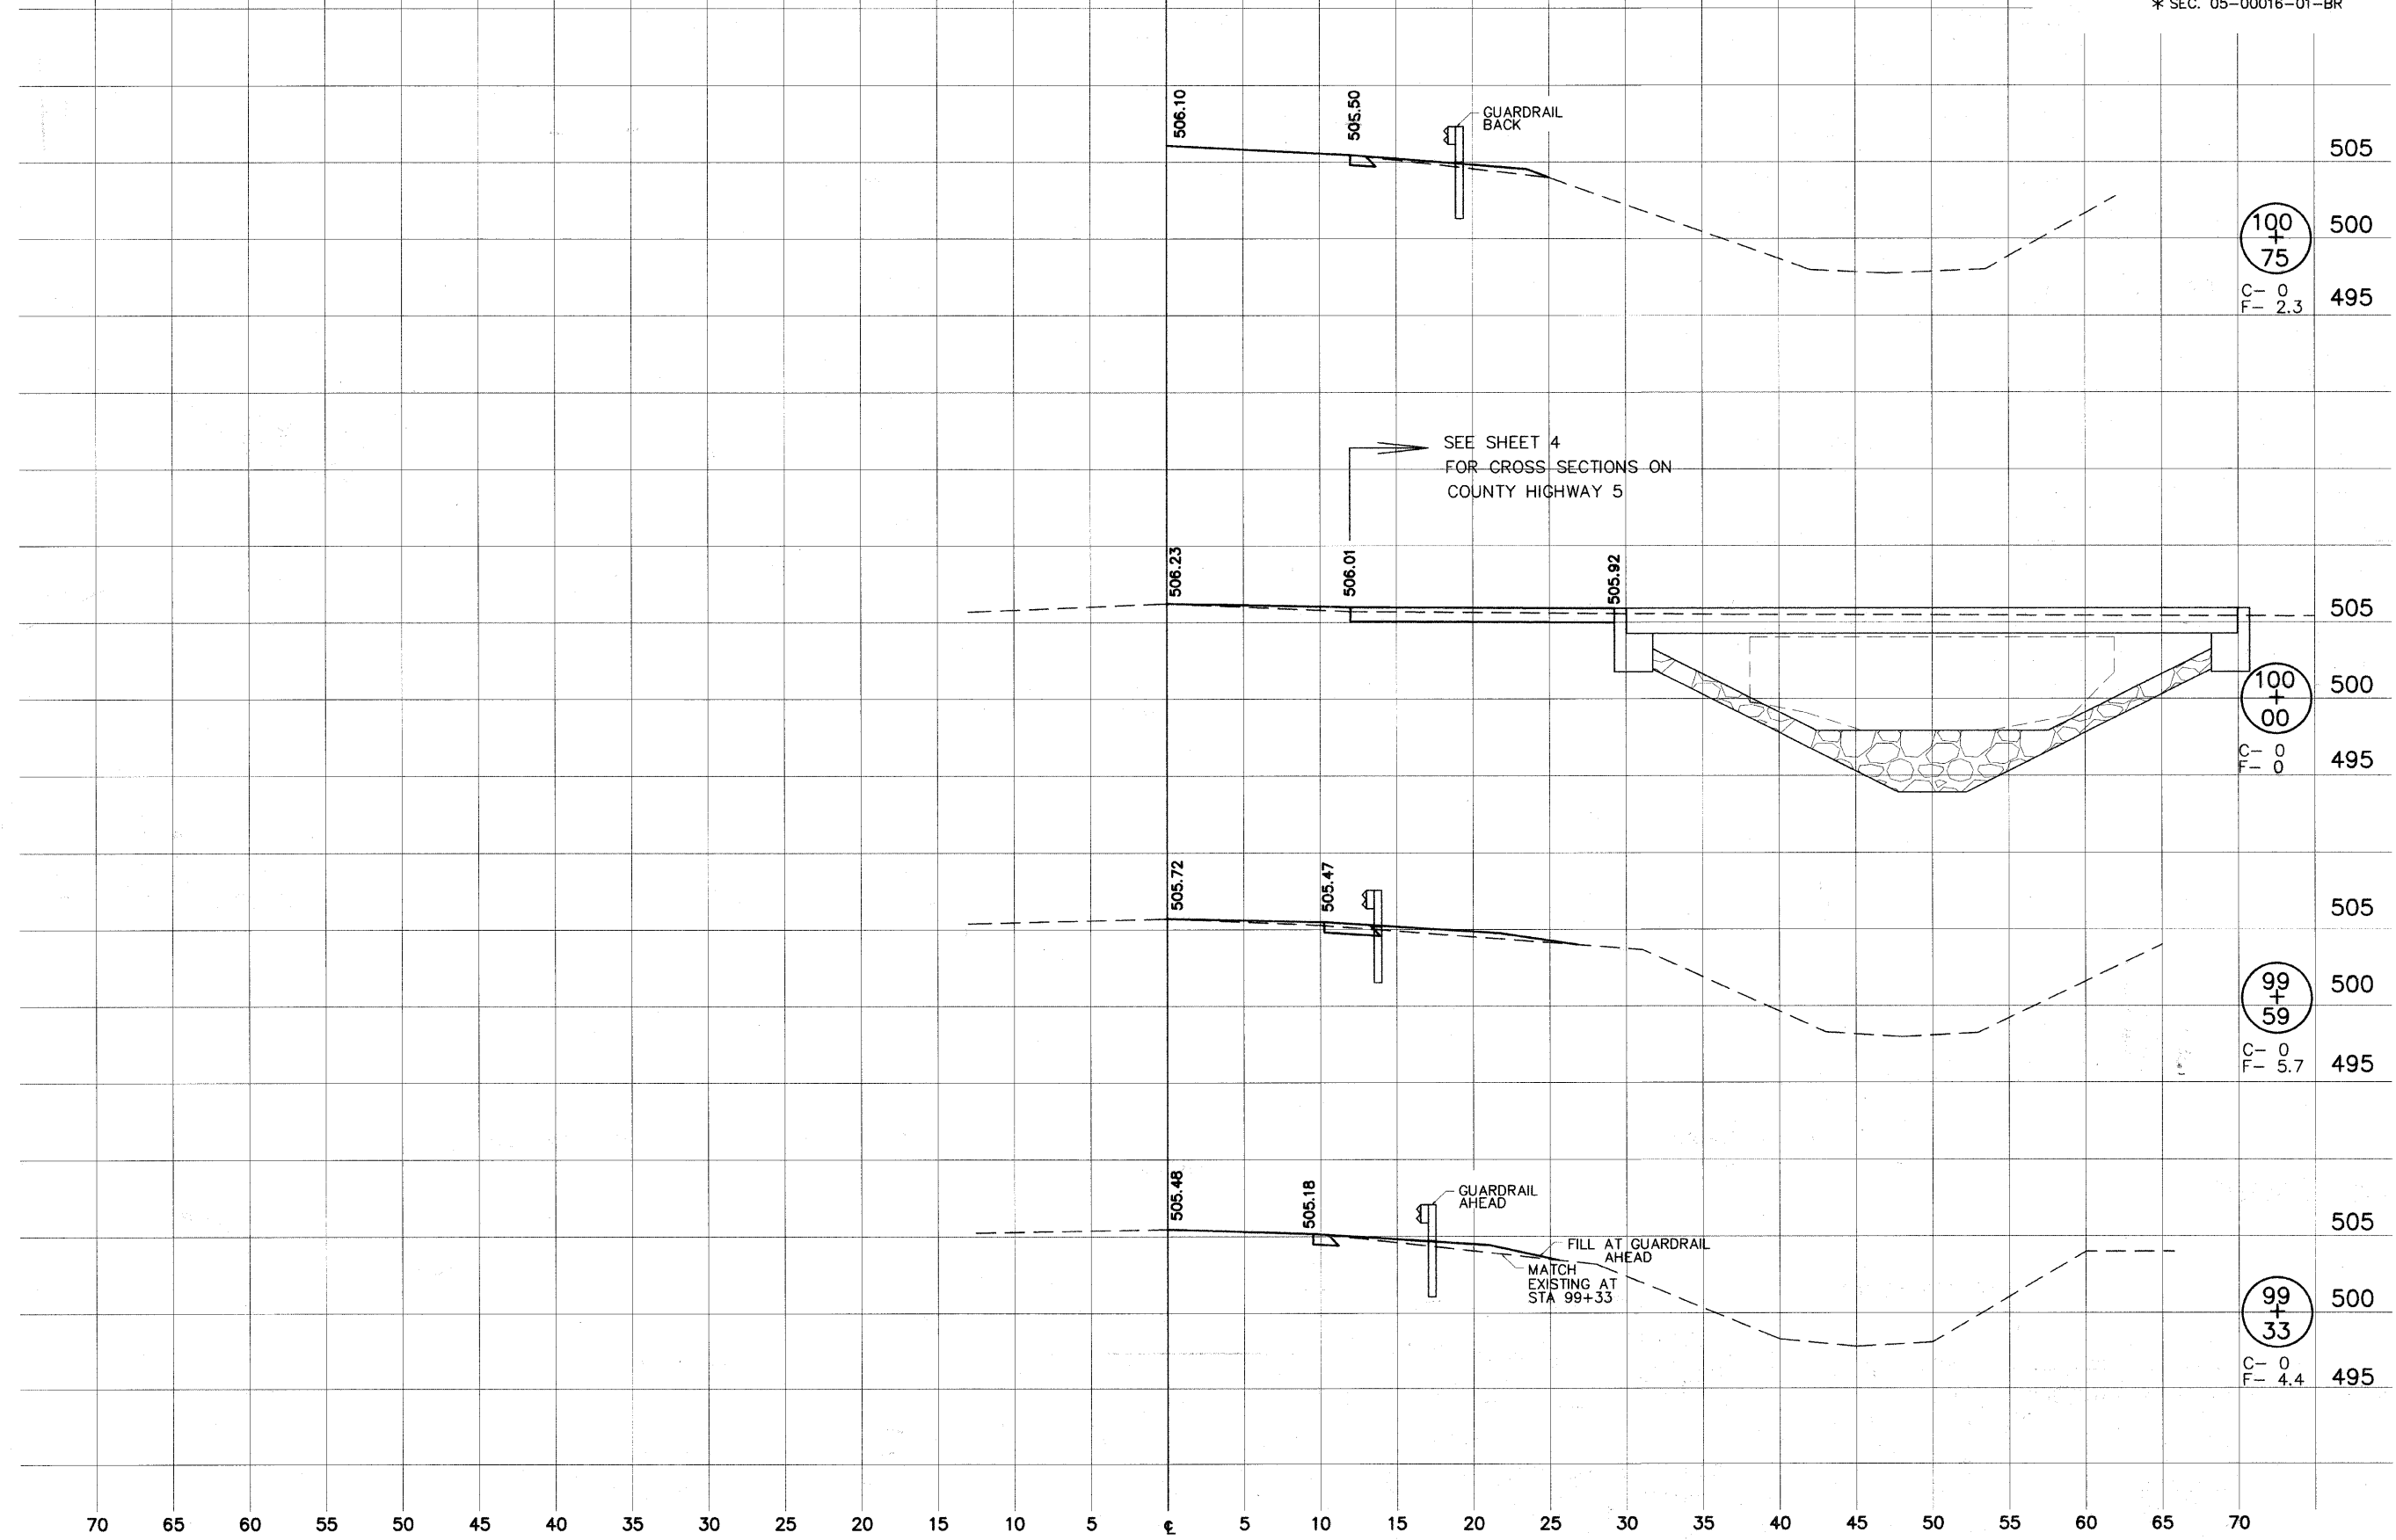 * SEC. 05-00016-01-BR
506.10
505.50
GUARDRAIL
BACK
505
100
+
75
500
C- 0
F- 2.3
495
SEE SHEET 4
FOR CROSS SECTIONS ON
COUNTY HIGHWAY 5
506.23
506.01
505.92
505
100
+
00
500
C- 0
F- 0
495
505.72
505.47
505
99
+
59
500
C- 0
F- 5.7
495
505.48
505.18
GUARDRAIL
AHEAD
FILL AT GUARDRAIL
AHEAD
MATCH
EXISTING AT
STA 99+33
505
99
+
33
500
C- 0
F- 4.4
495
70 65 60 55 50 45 40 35 30 25 20 15 10 5 ℄ 5 10 15 20 25 30 35 40 45 50 55 60 65 70